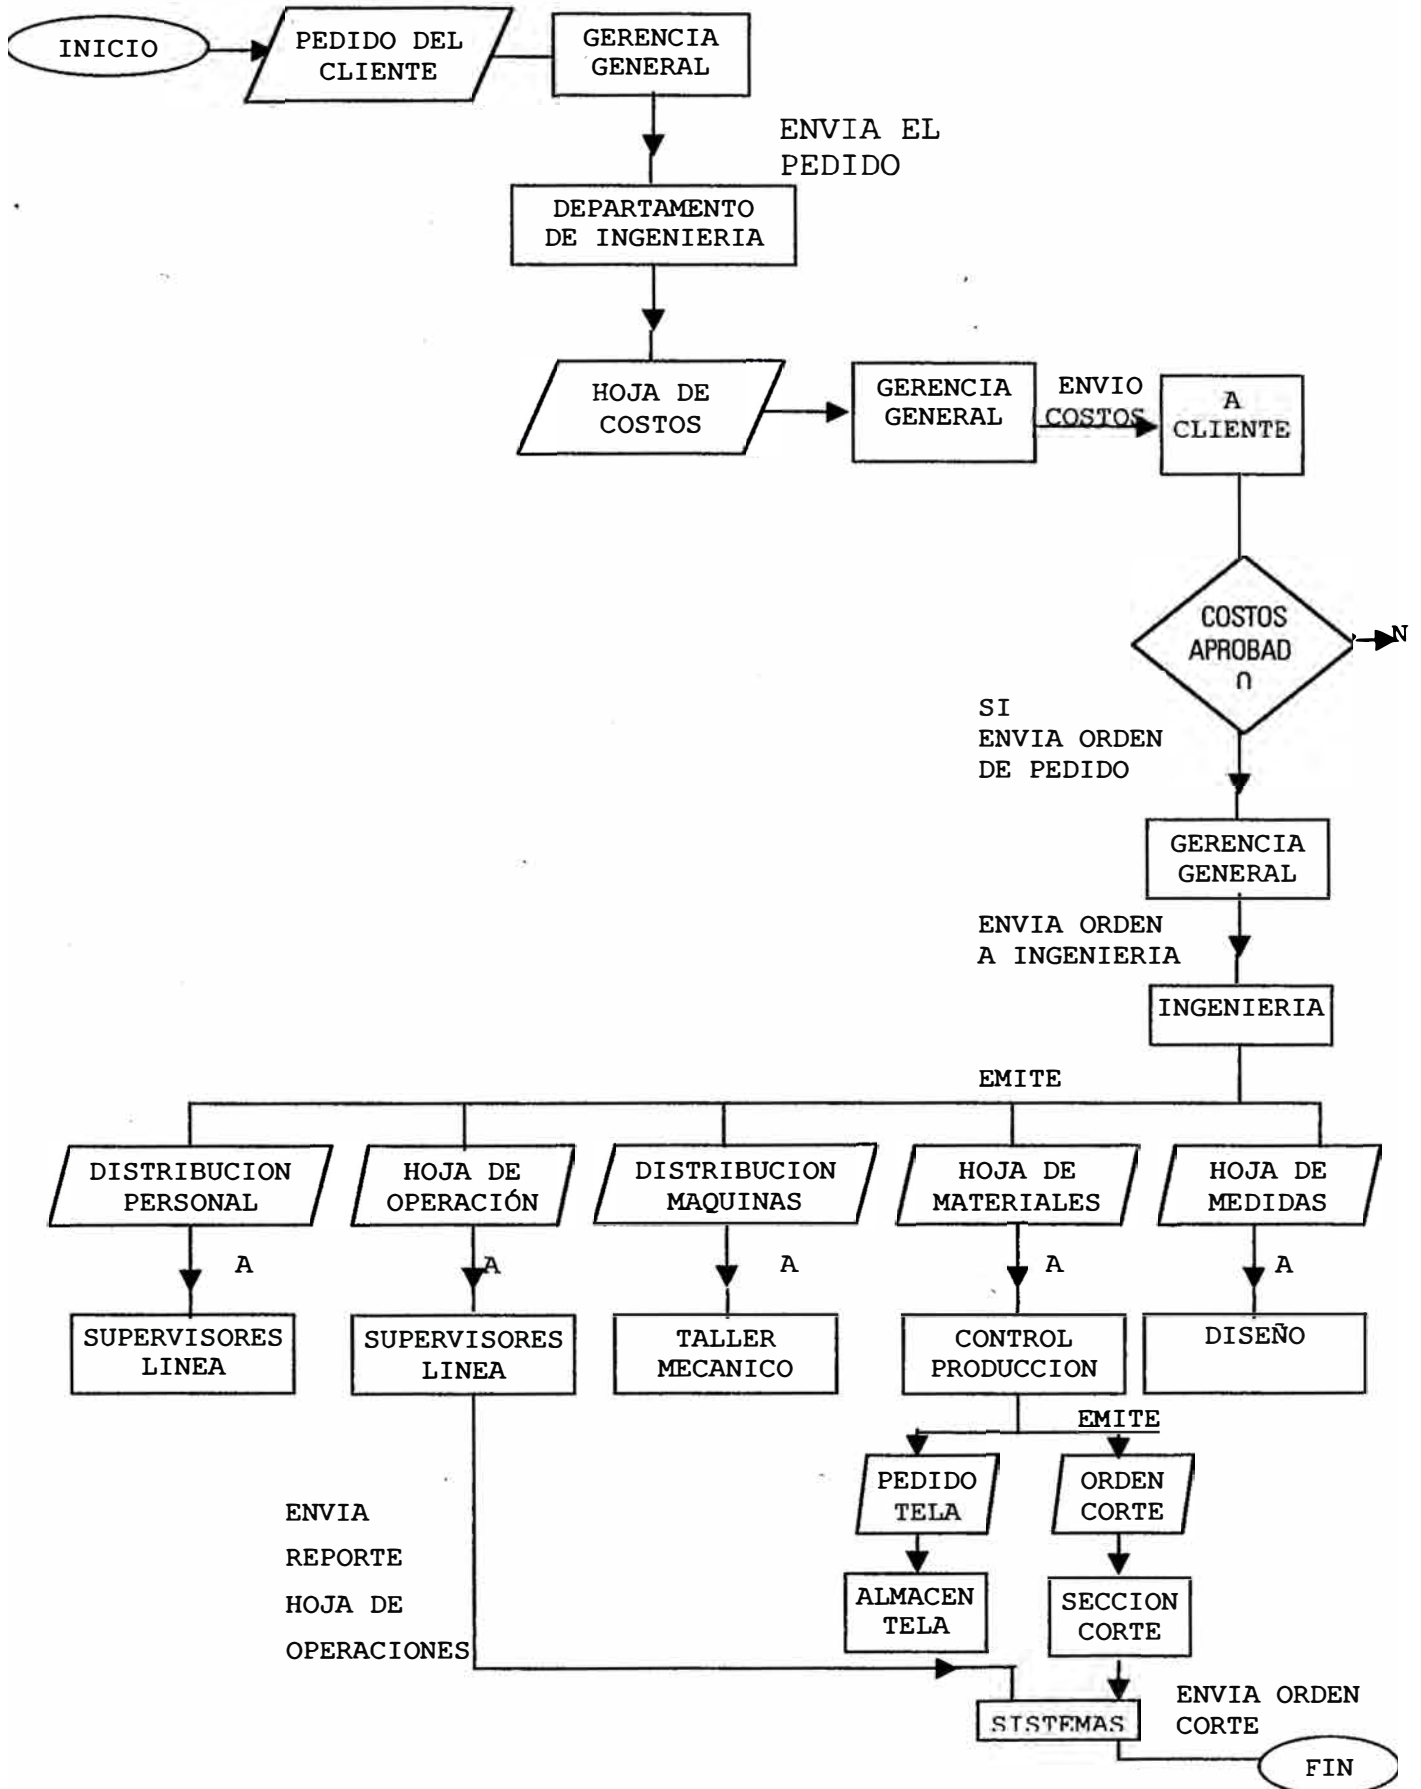 INICIO
PEDIDO DEL
CLIENTE
GERENCIA
GENERAL
ENVIA EL
PEDIDO
DEPARTAMENTO
DE INGENIERIA
HOJA DE
COSTOS
GERENCIA
GENERAL
ENVIO
COSTOS
A
CLIENTE
COSTOS
APROBAD
N
SI
ENVIA ORDEN
DE PEDIDO
GERENCIA
GENERAL
ENVIA ORDEN
A INGENIERIA
INGENIERIA
EMITE
DISTRIBUCION
PERSONAL
HOJA DE
OPERACIÓN
DISTRIBUCION
MAQUINAS
HOJA DE
MATERIALES
HOJA DE
MEDIDAS
A
A
A
A
A
SUPERVISORES
LINEA
SUPERVISORES
LINEA
TALLER
MECANICO
CONTROL
PRODUCCION
DISEÑO
EMITE
PEDIDO
TELA
ORDEN
CORTE
ENVIA
REPORTE
HOJA DE
OPERACIONES
ALMACEN
TELA
SECCION
CORTE
SISTEMAS
ENVIA ORDEN
CORTE
FIN